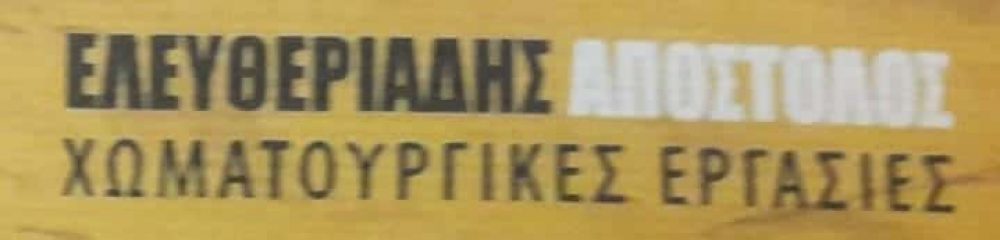 ΕΛΕΥΘΕΡΙΑΔΗΣ ΑΠΟΣΤΟΛΟΣ
ΧΩΜΑΤΟΥΡΓΙΚΕΣ ΕΡΓΑΣΙΕΣ